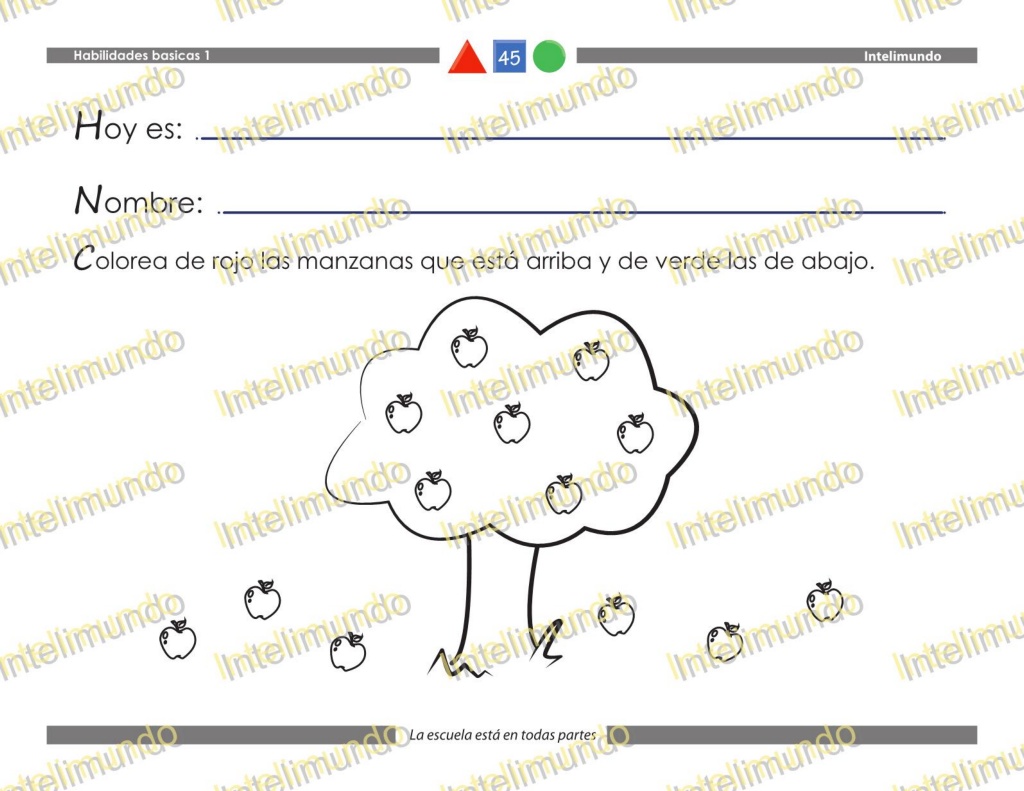 Habilidades basicas 1
45
Intelimundo
Hoy es:
Nombre:
Colorea de rojo las manzanas que está arriba y de verde las de abajo.
La escuela está en todas partes